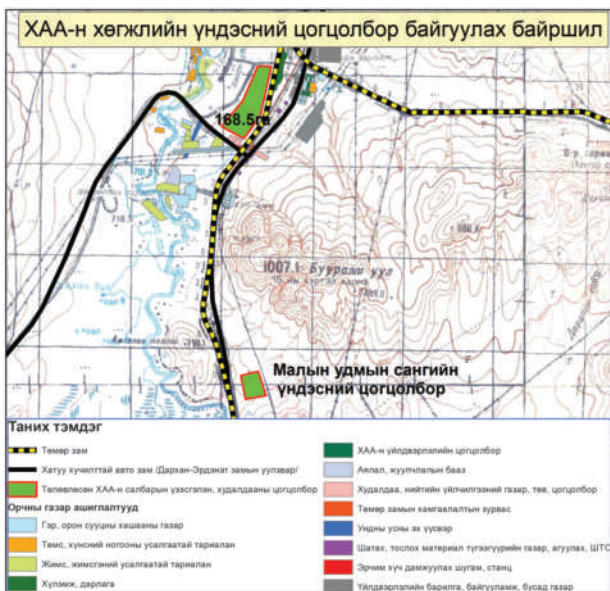 ХАА-н хөгжлийн үндэсний цогцолбор байгуулах байршил
168.5га
1007.1 Буурали уул
Малын удмын сангийн
үндэсний цогцолбор
Таних тэмдэг
Төмөр зам
Хатуу хучилттай авто зам /Дархан-Эрдэнэт замын уулзвар/
Төлөвлөсөн ХАА-н салбарын үзэсгэлэн, худалдааны цогцолбор
Орчны газар ашиглалтууд
Гэр, орон сууцны хашааны газар
Төмс, хүнсний ногооны усалгаатай тариалан
Жимс, жимсгэний усалгаатай тариалан
Хүлэмж, дарлага
ХАА-н үйлдвэрлэлийн цогцолбор
Аялал, жуулчлалын бааз
Худалдаа, нийтийн үйлчилгээний газар, төв, цогцолбор
Төмөр замын хамгаалалтын зурвас
Ундны усны эх үүсвэр
Шатах, тослох материал түгээгүүрийн газар, агуулах, ШТС
Эрчим хүч дамжуулах шугам, станц
Үйлдвэрлэлийн барилга, байгууламж, бусад газар